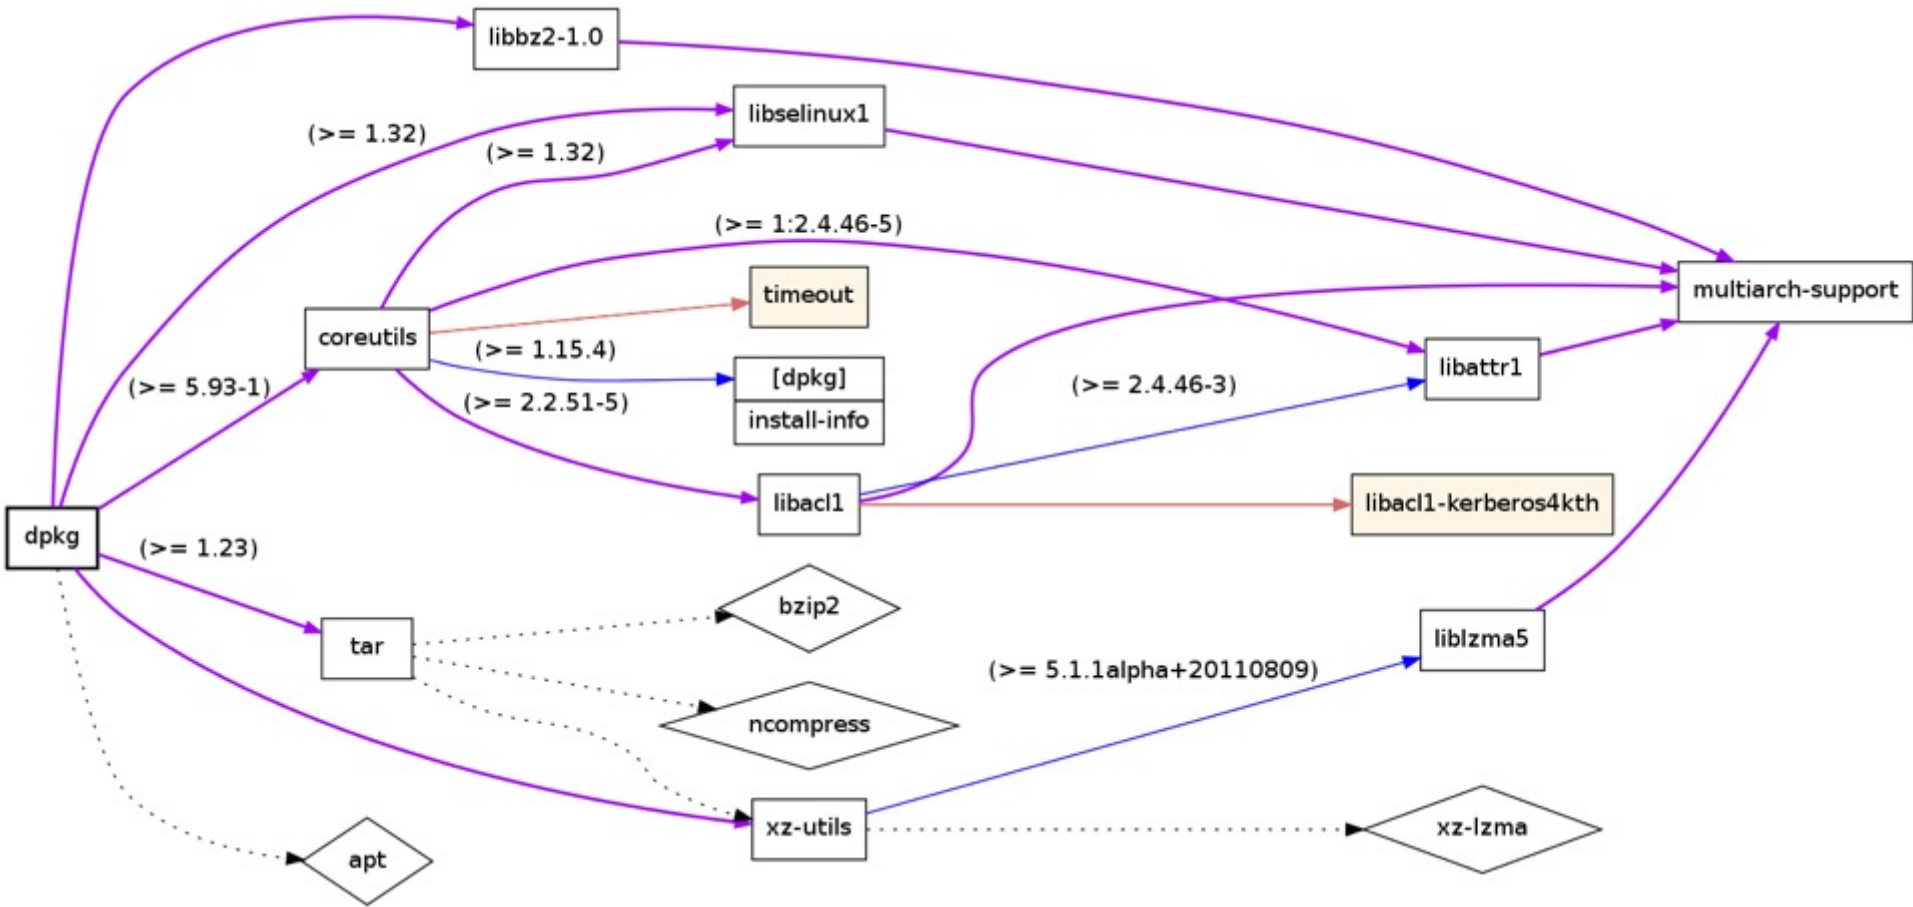 libbz2-1.0
libselinux1
(>= 1.32)
(>= 1.32)
(>= 1:2.4.46-5)
timeout
multiarch-support
coreutils
(>= 1.15.4)
[dpkg]
install-info
libattr1
(>= 5.93-1)
(>= 2.4.46-3)
(>= 2.2.51-5)
libacl1
libacl1-kerberos4kth
dpkg
(>= 1.23)
bzip2
tar
liblzma5
(>= 5.1.1alpha+20110809)
ncompress
xz-utils
xz-lzma
apt